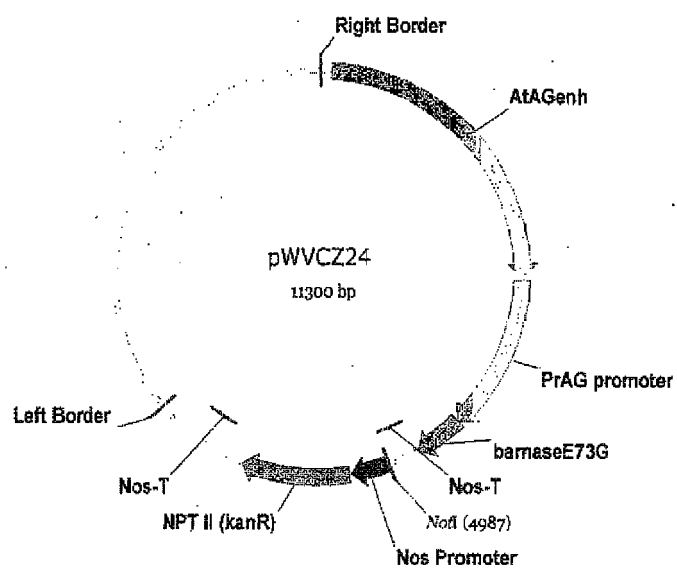 Right Border
AtAGenh
pWVCZ24
11300 bp
PrAG promoter
Left Border
barnaseE73G
Nos-T
Nos-T
NPT II (kanR)
NotI (4987)
Nos Promoter